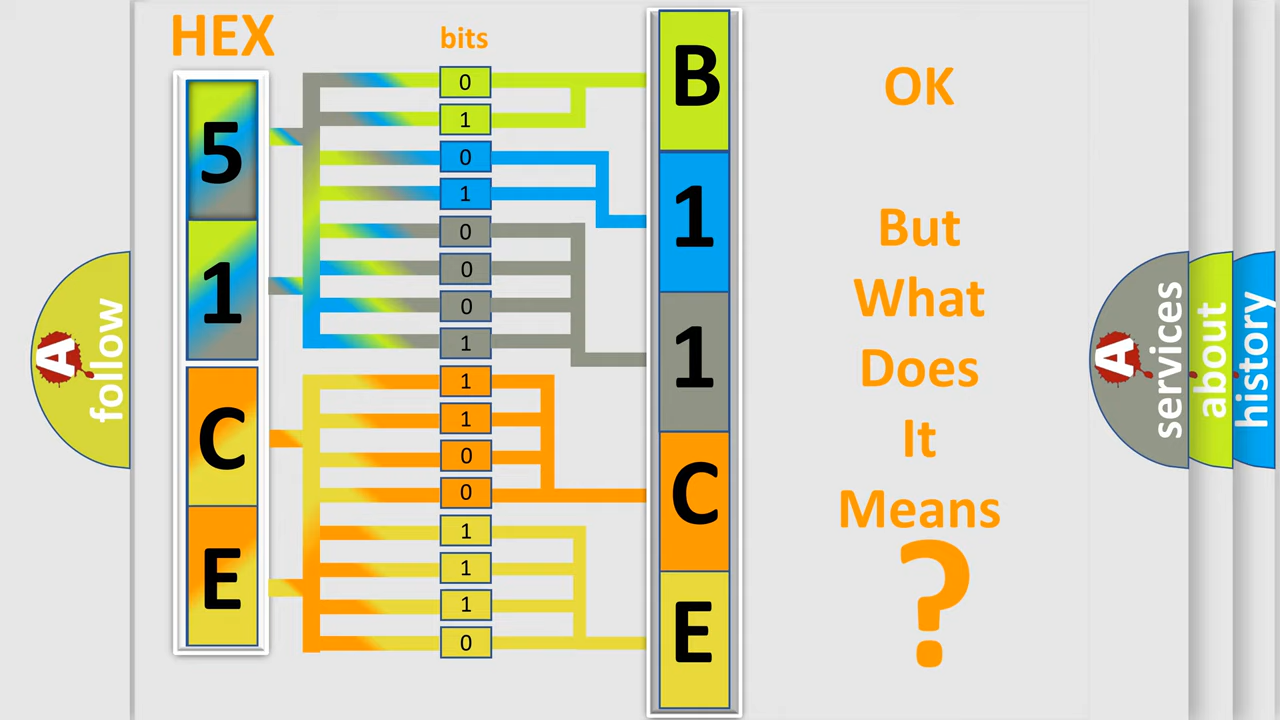 HEX
bits
5
1
C
E
0
1
0
1
0
0
0
1
1
1
0
0
1
1
1
0
B
1
1
C
E
OK
But
What
Does
It
Means
?
A
follow
A
services
about
history